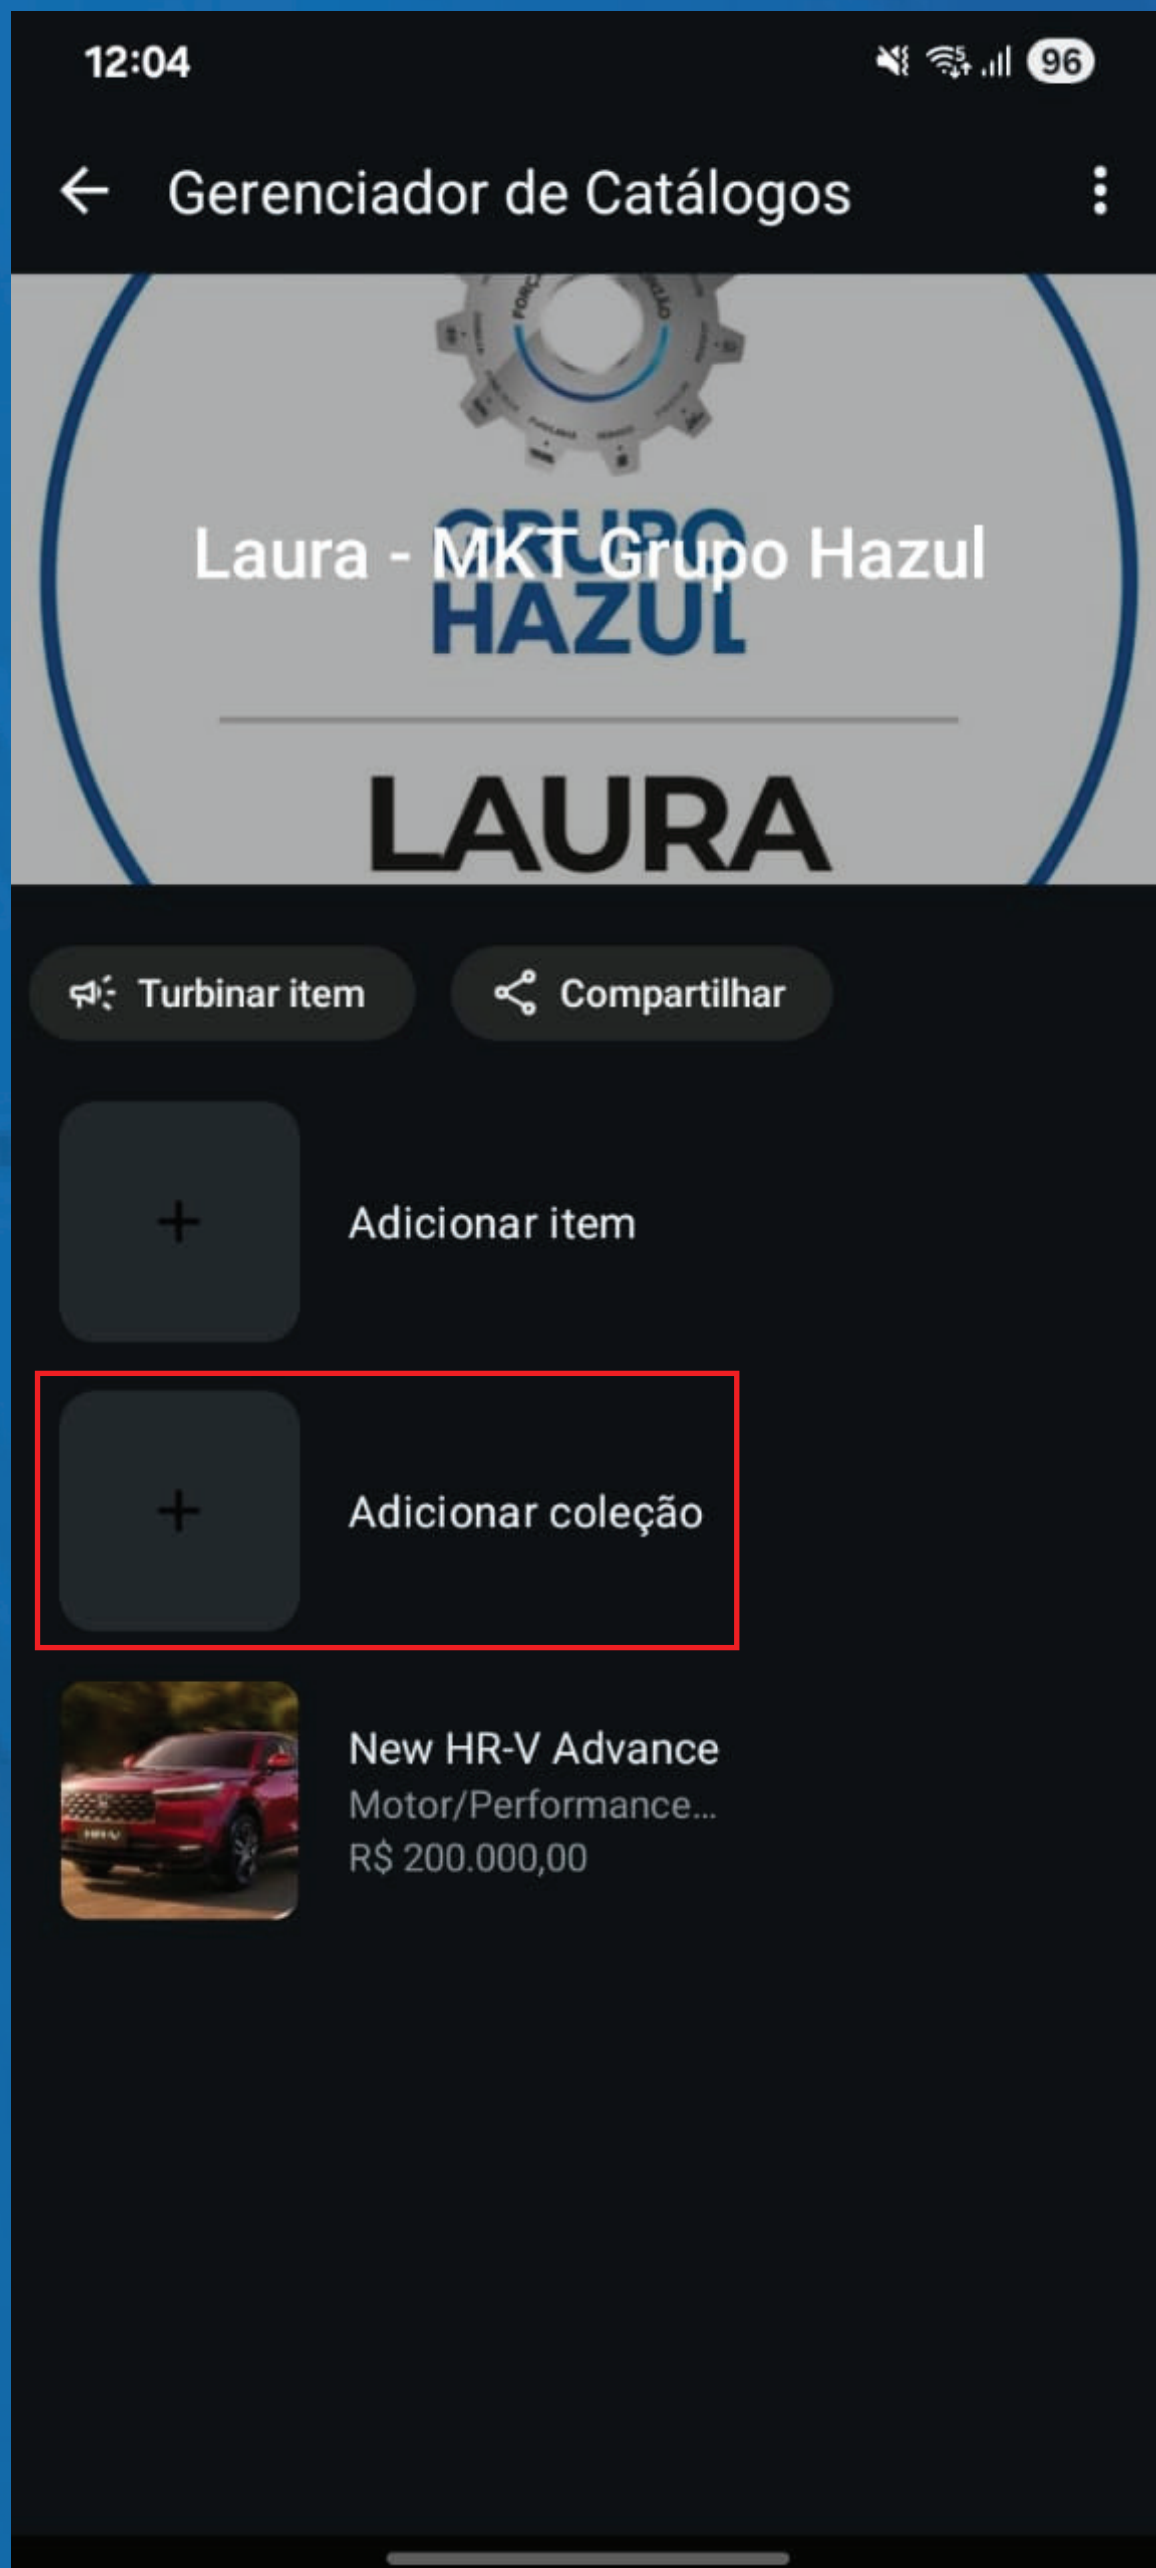 12:04
5
96
Gerenciador de Catálogos
GRUPO
Laura - MKT Grupo Hazul
HAZUL
LAURA
Turbinar item
Compartilhar
Adicionar item
Adicionar coleção
New HR-V Advance
Motor/Performance...
R$ 200.000,00